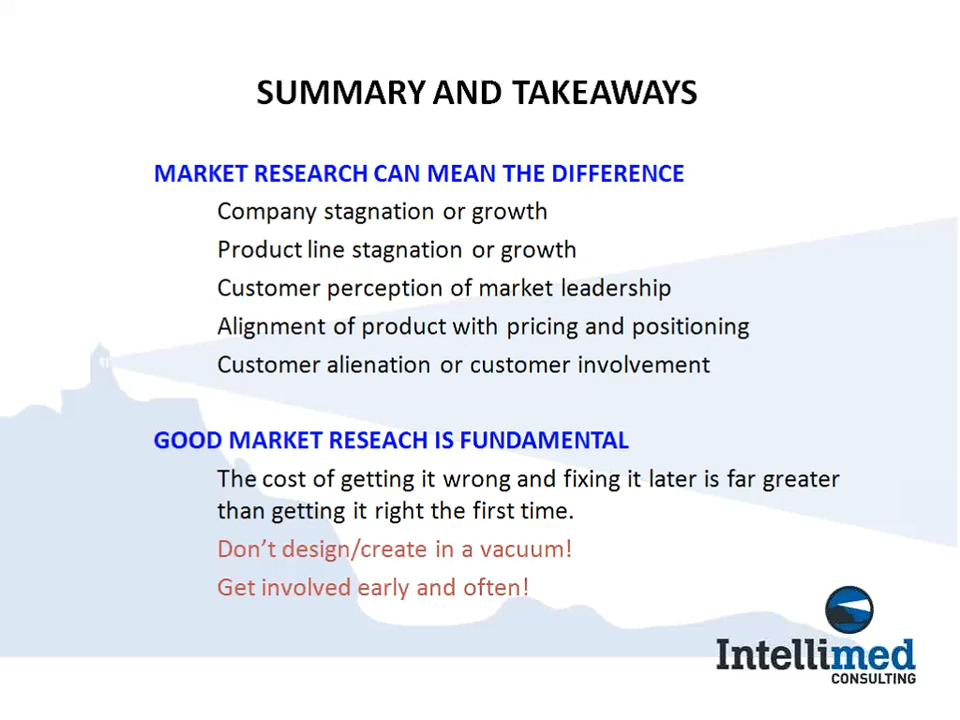 SUMMARY AND TAKEAWAYS
MARKET RESEARCH CAN MEAN THE DIFFERENCE
Company stagnation or growth
Product line stagnation or growth
Customer perception of market leadership
Alignment of product with pricing and positioning
Customer alienation or customer involvement
GOOD MARKET RESEACH IS FUNDAMENTAL
The cost of getting it wrong and fixing it later is far greater
than getting it right the first time.
Don't design/create in a vacuum!
Get involved early and often!
Intellimed
CONSULTING